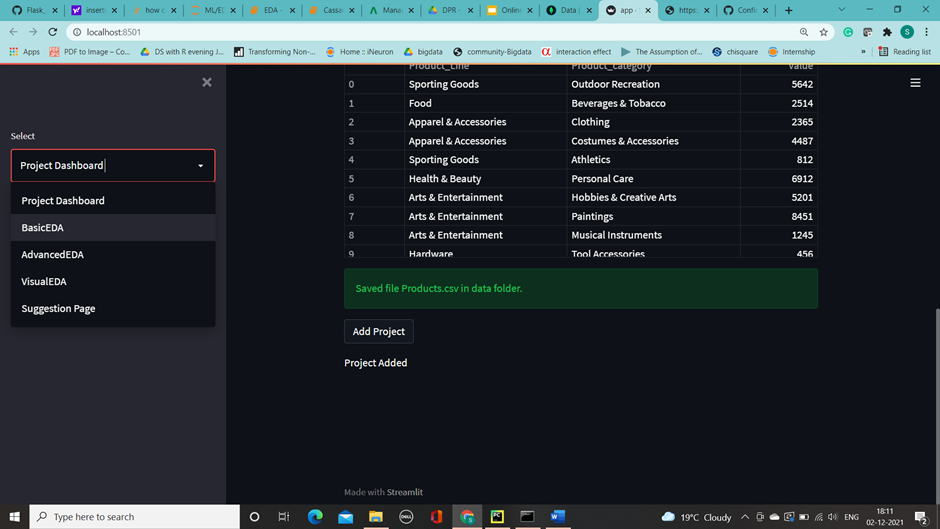 Flask_
insert
how c
ML/EI
EDA -
Cassa
Mana
DPR -
Online
Data
app ·
https:
Confi
localhost:8501
Apps
PDF to Image – Co...
DS with R evening J...
Transforming Non-...
Home :: iNeuron
bigdata
community-Bigdata
interaction effect
The Assumption of...
chisquare
Internship
»
Reading list
Select
Project Dashboard
Project Dashboard
BasicEDA
AdvancedEDA
VisualEDA
Suggestion Page
Product_Line Product_category Value
0 Sporting Goods Outdoor Recreation 5642
1 Food Beverages & Tobacco 2514
2 Apparel & Accessories Clothing 2365
3 Apparel & Accessories Costumes & Accessories 4487
4 Sporting Goods Athletics 812
5 Health & Beauty Personal Care 6912
6 Arts & Entertainment Hobbies & Creative Arts 5201
7 Arts & Entertainment Paintings 8451
8 Arts & Entertainment Musical Instruments 1245
9 Hardware Tool Accessories 456
Saved file Products.csv in data folder.
Add Project
Project Added
Made with Streamlit
Type here to search
DELL
PC
19°C Cloudy
ENG
18:11
02-12-2021
2